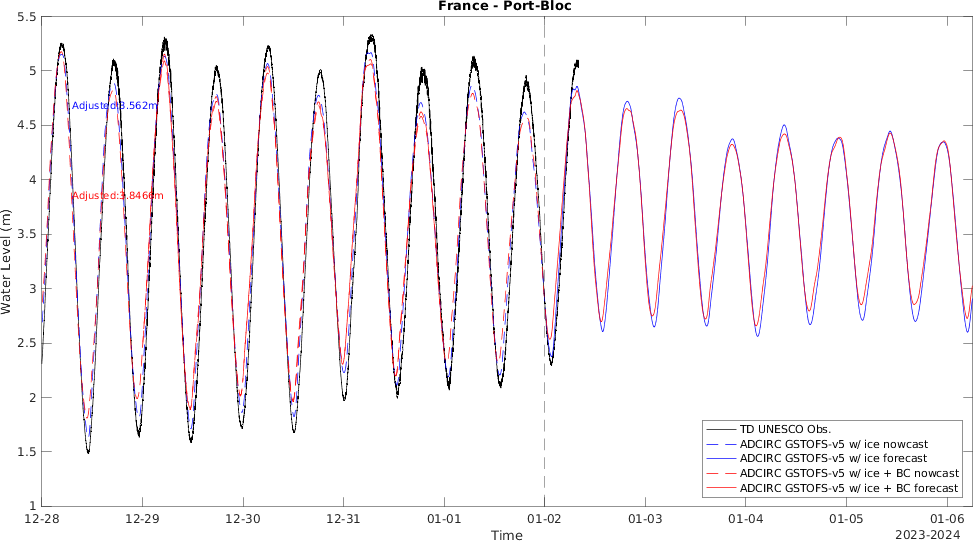 France - Port-Bloc
5.5
5
4.5
4
3.5
3
2.5
2
1.5
1
Water Level (m)
Adjusted:3.562m
Adjusted:3.8466m
TD UNESCO Obs.
ADCIRC GSTOFS-v5 w/ ice nowcast
ADCIRC GSTOFS-v5 w/ ice forecast
ADCIRC GSTOFS-v5 w/ ice + BC nowcast
ADCIRC GSTOFS-v5 w/ ice + BC forecast
12-28 12-29 12-30 12-31 01-01 01-02 01-03 01-04 01-05 01-06
Time
2023-2024